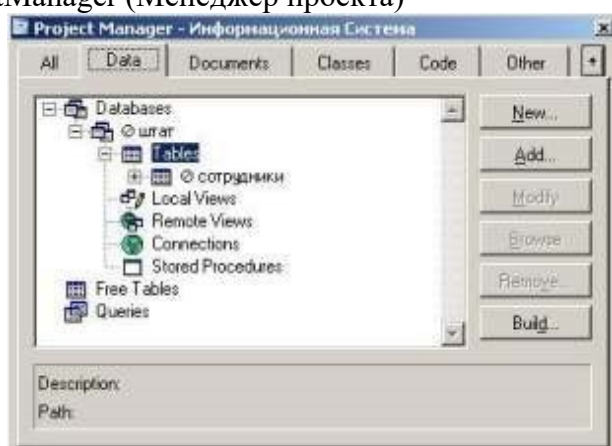 tManager (Менеджер проекта)
Project Manager - Информационная Система
All Data Documents Classes Code Other
Databases
штат
Tables
сотрудники
Local Views
Remote Views
Connections
Stored Procedures
Free Tables
Queries
New...
Add...
Modify
Browse
Remove...
Build...
Description:
Path: